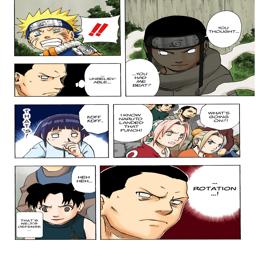 YOU
THOUGHT...
...YOU
HAD ME
BEAT?
!!
...
UNBELIEV-
ABLE...
WHAT'S
GOING
ON?!
I KNOW
NARUTO
LANDED
THAT
PUNCH!
KOFF
KOFF...
...
ROTATION
...!
HEH
HEH...
THAT'S
NEJI'S
DEFENSE
...